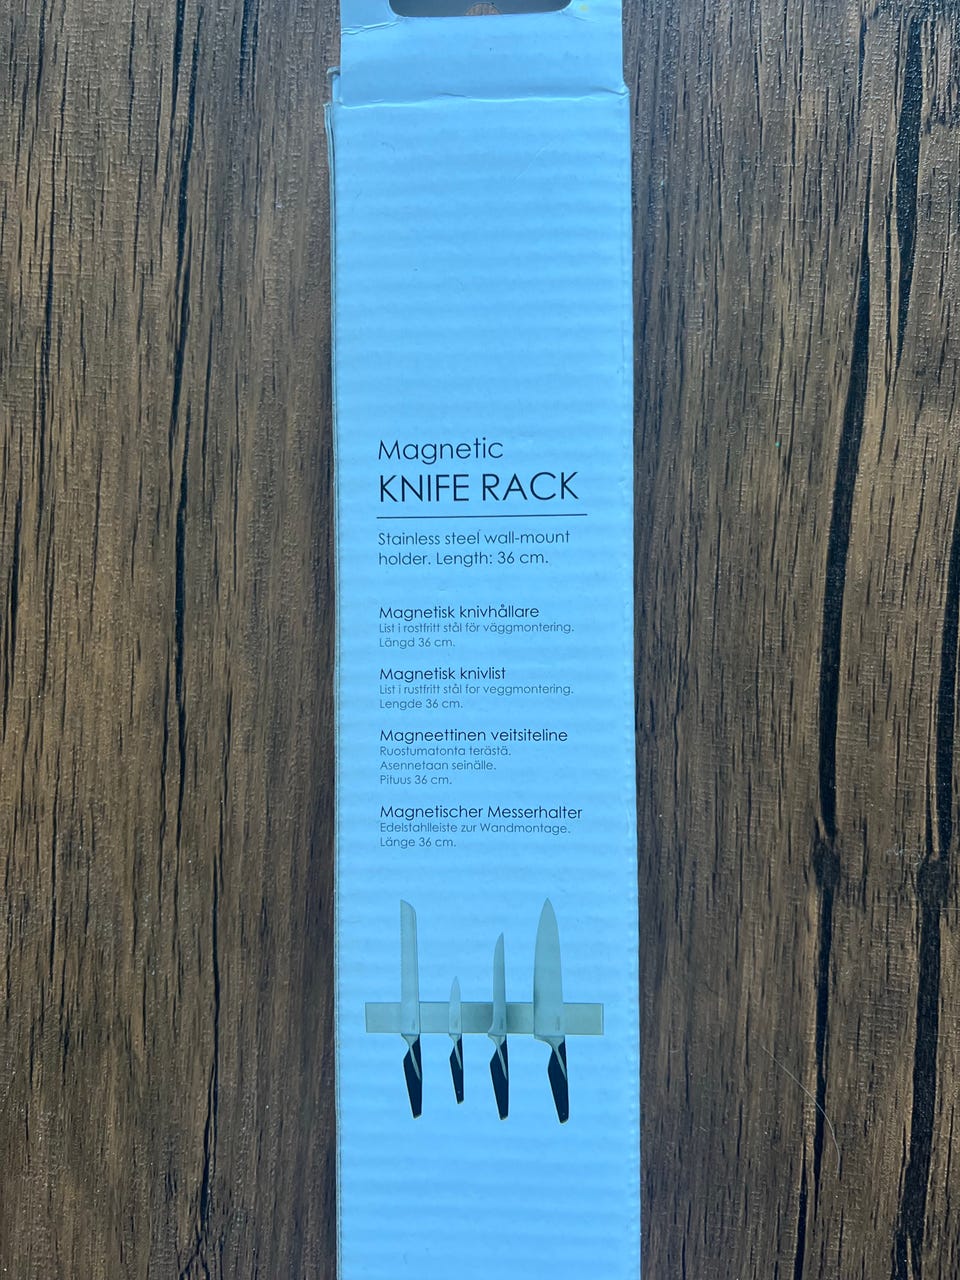 Magnetic
KNIFE RACK
Stainless steel wall-mount
holder. Length: 36 cm.
Magnetisk knivhållare
List i rostfritt stål för väggmontering.
Längd 36 cm.
Magnetisk knivlist
List i rustfritt stål for veggmontering.
Lengde 36 cm.
Magneettinen veitsiteline
Ruostumatonta terästä.
Asennetaan seinälle.
Pituus 36 cm.
Magnetischer Messerhalter
Edelstahlleiste zur Wandmontage.
Länge 36 cm.